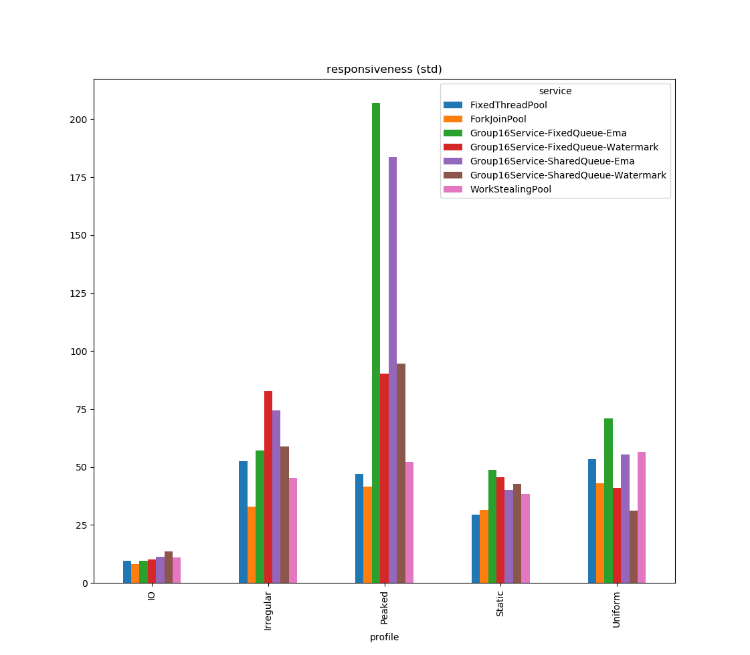 responsiveness (std)
service
FixedThreadPool
ForkJoinPool
Group16Service-FixedQueue-Ema
Group16Service-FixedQueue-Watermark
Group16Service-SharedQueue-Ema
Group16Service-SharedQueue-Watermark
WorkStealingPool
200
175
150
125
100
75
50
25
0
IO
Irregular
Peaked
Static
Uniform
profile